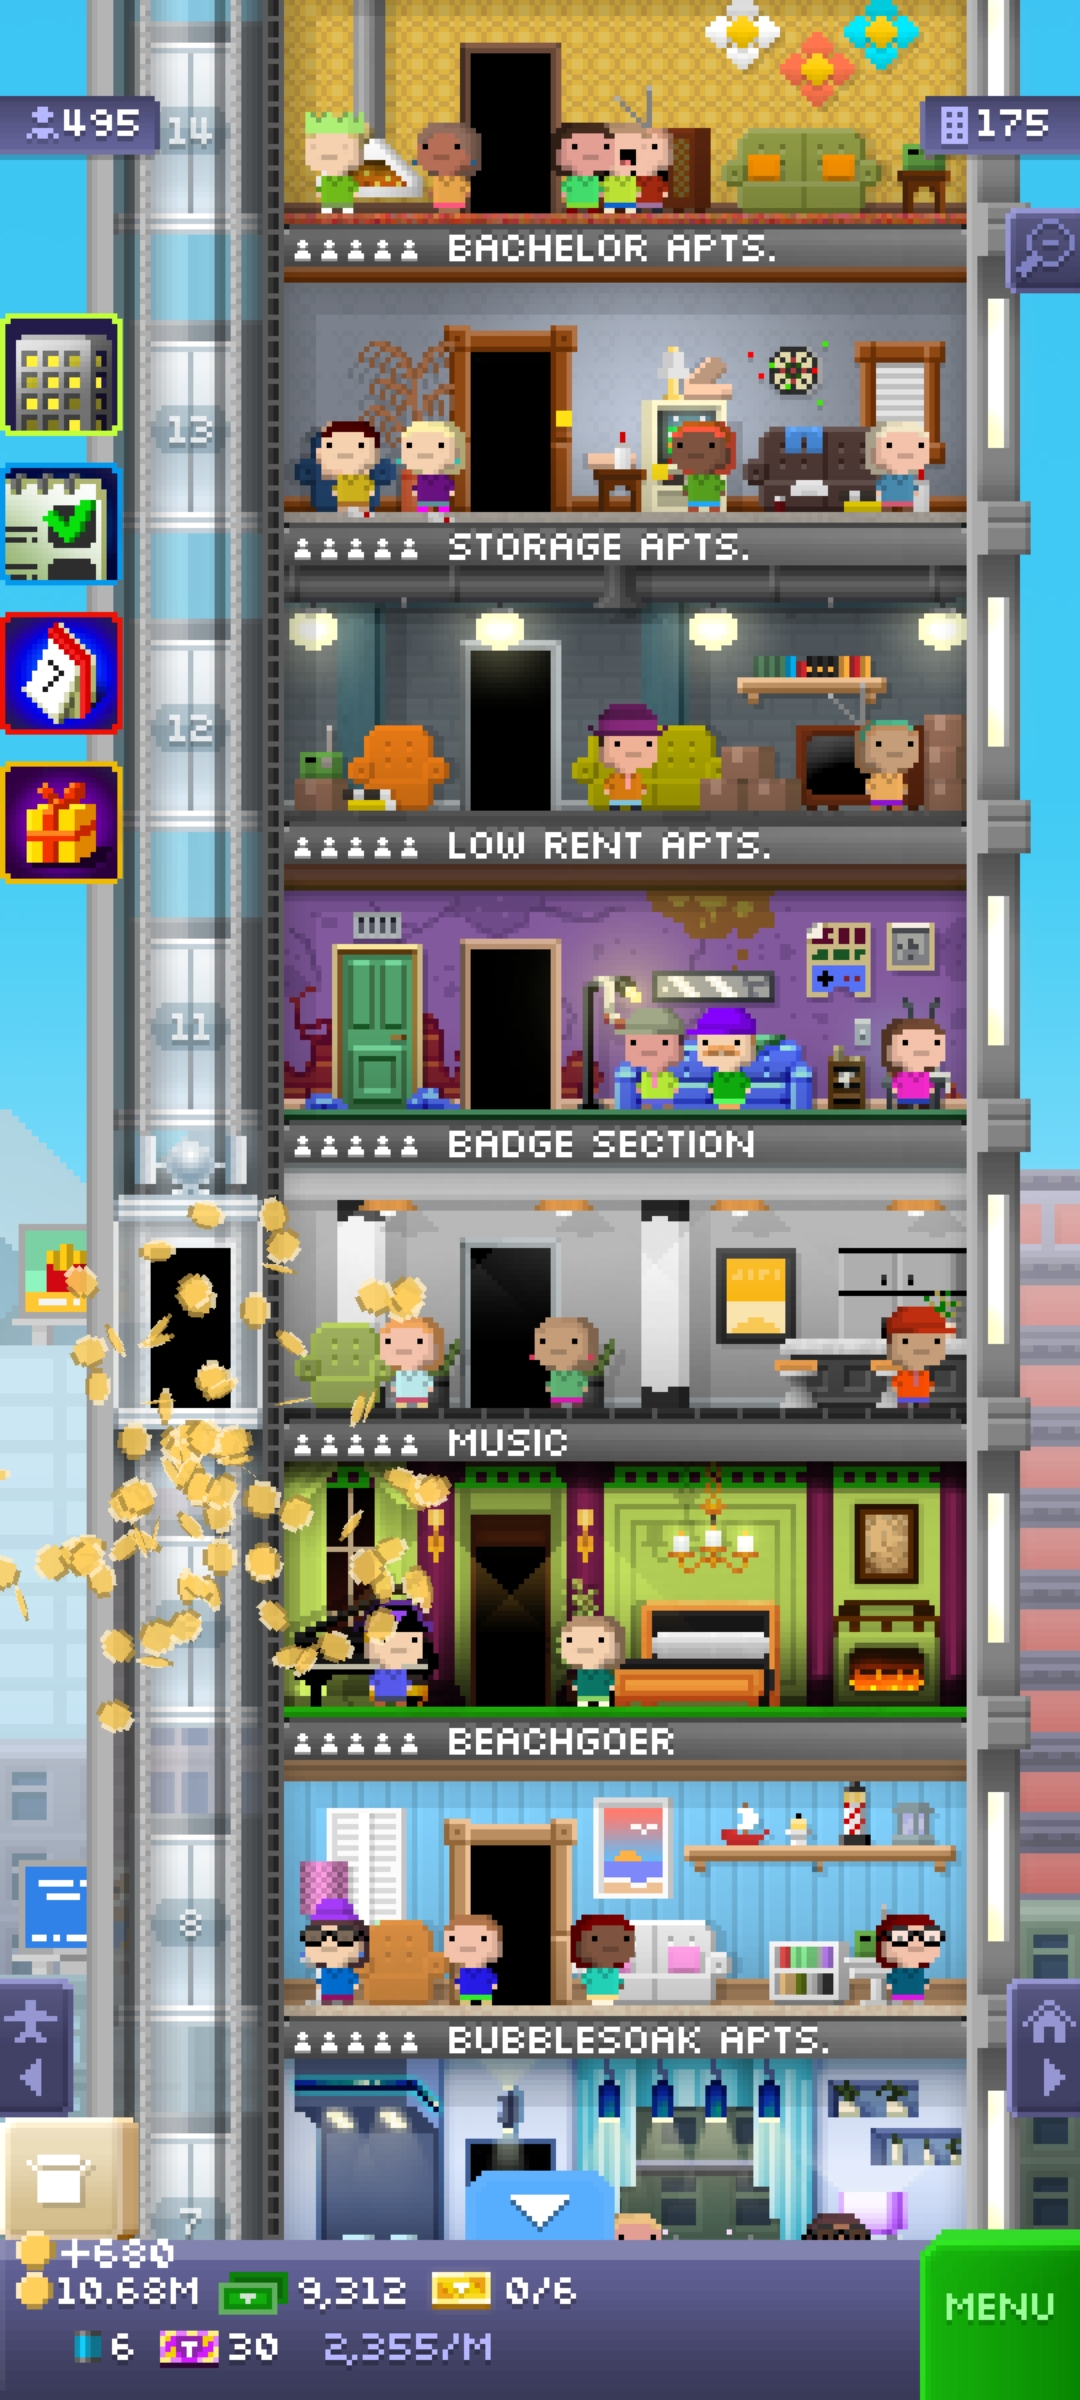 495
14
175
BACHELOR APTS.
13
STORAGE APTS.
12
LOW RENT APTS.
11
BADGE SECTION
MUSIC
BEACHGOER
8
BUBBLESOAK APTS.
7
+680
10.68M 9,312 0/6
MENU
6 T 30 2,355/M